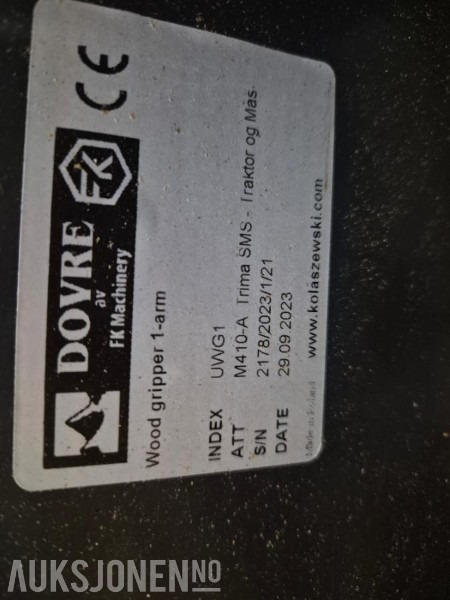 DOVRE
av
FK Machinery
FK
CE
Wood gripper 1-arm
INDEX UWG1
ATT M410-A Trima SMS - Traktor og Mas
S/N 2178/2023/1/21
DATE 29.09.2023
Made in Poland www.kolaszewski.com
AUKSJONEN.NO